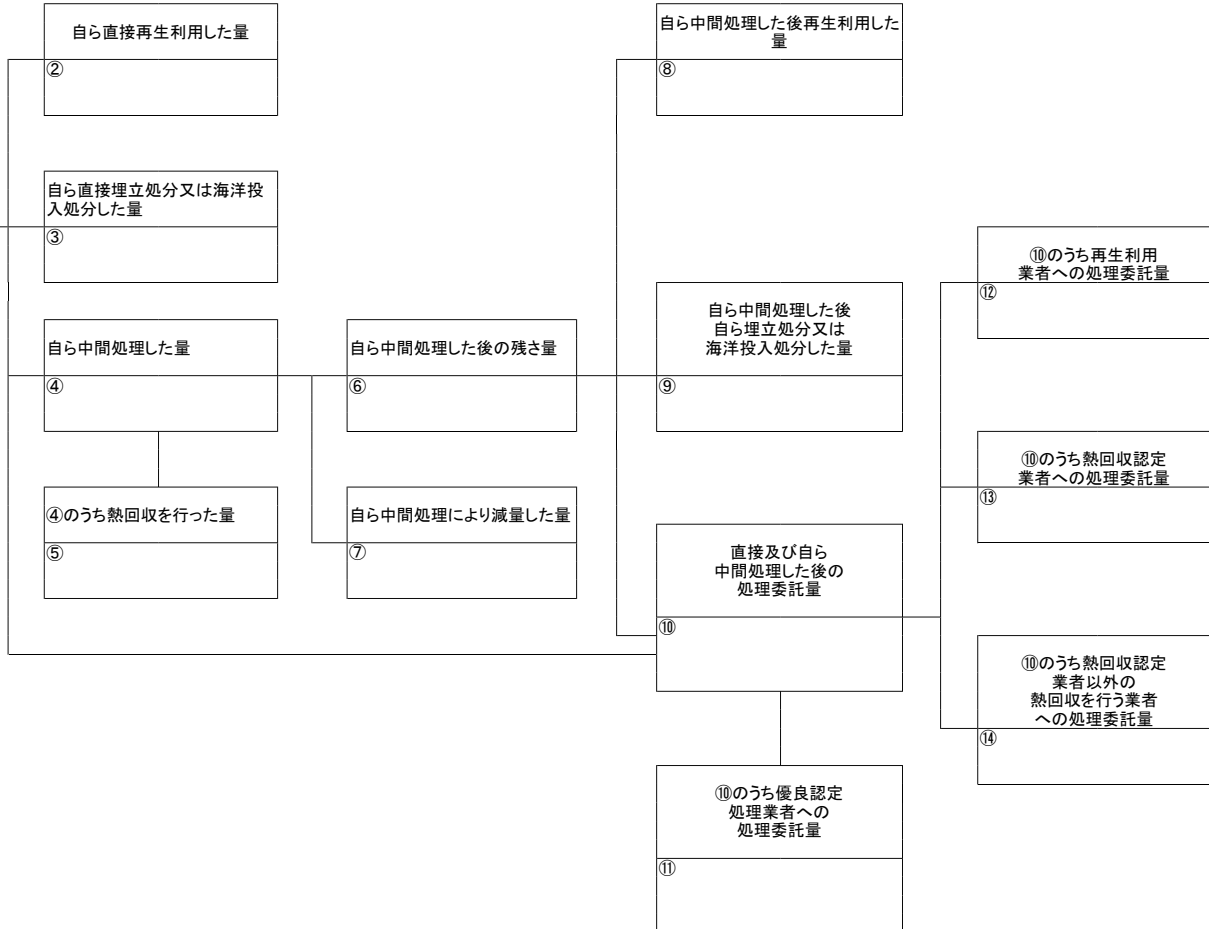 自ら直接再生利用した量
②
自ら直接埋立処分又は海洋投
入処分した量
③
自ら中間処理した量
④
④のうち熱回収を行った量
⑤
自ら中間処理した後の残さ量
⑥
自ら中間処理により減量した量
⑦
自ら中間処理した後再生利用した
量
⑧
自ら中間処理した後
自ら埋立処分又は
海洋投入処分した量
⑨
直接及び自ら
中間処理した後の
処理委託量
⑩
⑩のうち優良認定
処理業者への
処理委託量
⑪
⑩のうち再生利用
業者への処理委託量
⑫
⑩のうち熱回収認定
業者への処理委託量
⑬
⑩のうち熱回収認定
業者以外の
熱回収を行う業者
への処理委託量
⑭